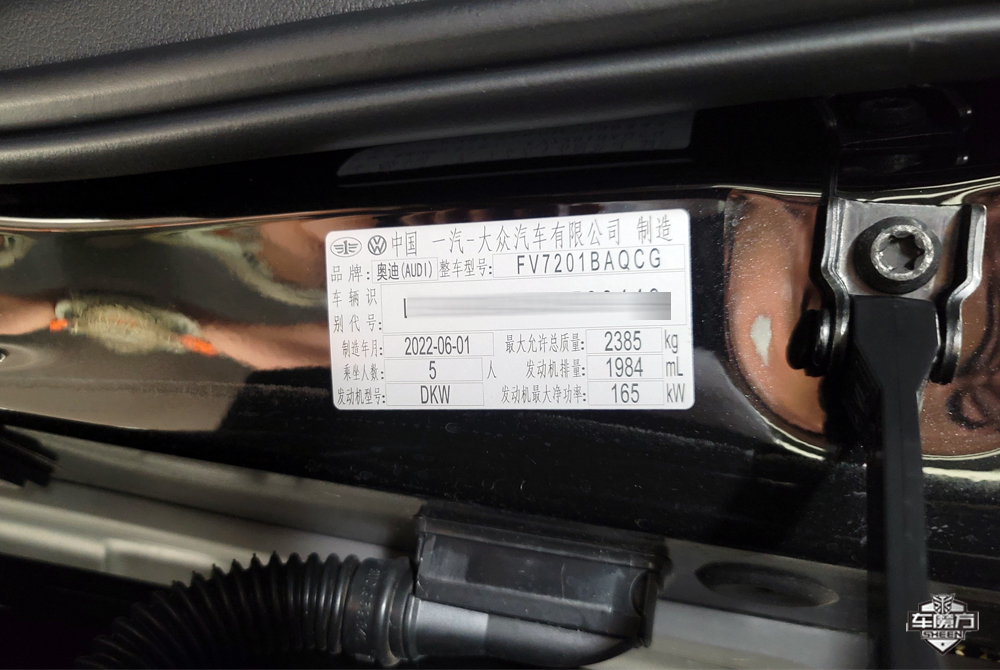 中国 一汽-大众汽车有限公司 制造
品牌: 奥迪(AUDI) 整车型号: FV7201BAQCG
车辆识
别代号:
制造年月: 2022-06-01 最大允许总质量: 2385 kg
乘坐人数: 5 人 发动机排量: 1984 mL
发动机型号: DKW 发动机最大净功率: 165 kW
车魔方
SHEEN